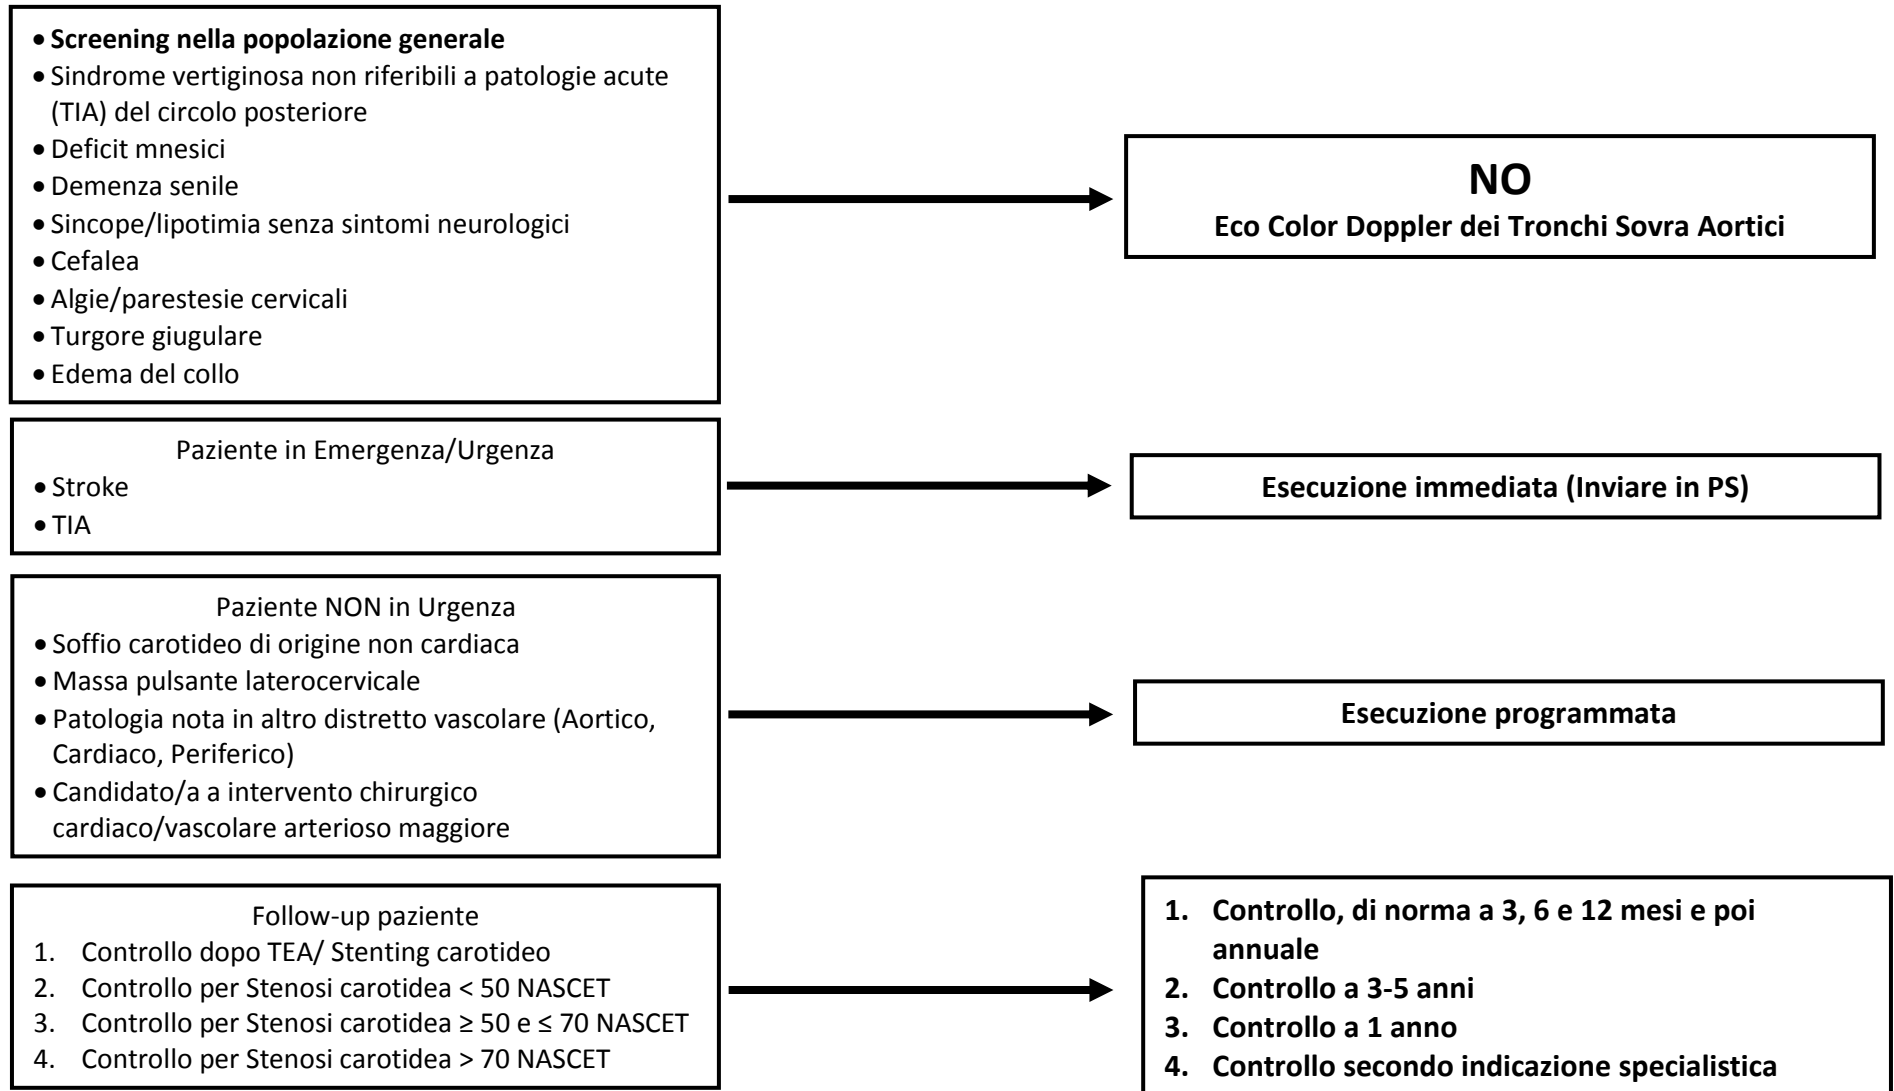 • Screening nella popolazione generale
• Sindrome vertiginosa non riferibili a patologie acute
(TIA) del circolo posteriore
• Deficit mnesici
• Demenza senile
• Sincope/lipotimia senza sintomi neurologici
• Cefalea
• Algie/parestesie cervicali
• Turgore giugulare
• Edema del collo
NO
Eco Color Doppler dei Tronchi Sovra Aortici
Paziente in Emergenza/Urgenza
• Stroke
• TIA
Esecuzione immediata (Inviare in PS)
Paziente NON in Urgenza
• Soffio carotideo di origine non cardiaca
• Massa pulsante laterocervicale
• Patologia nota in altro distretto vascolare (Aortico,
Cardiaco, Periferico)
• Candidato/a a intervento chirurgico
cardiaco/vascolare arterioso maggiore
Esecuzione programmata
Follow-up paziente
1. Controllo dopo TEA/ Stenting carotideo
2. Controllo per Stenosi carotidea < 50 NASCET
3. Controllo per Stenosi carotidea ≥ 50 e ≤ 70 NASCET
4. Controllo per Stenosi carotidea > 70 NASCET
1. Controllo, di norma a 3, 6 e 12 mesi e poi
annuale
2. Controllo a 3-5 anni
3. Controllo a 1 anno
4. Controllo secondo indicazione specialistica